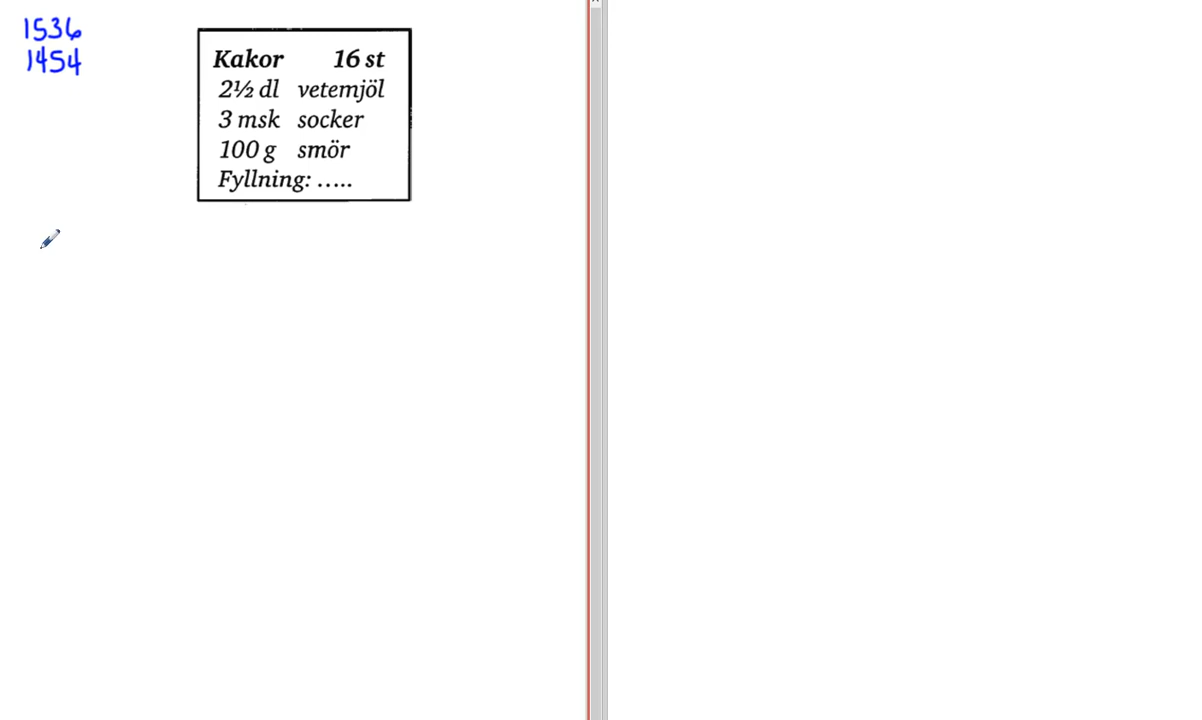 1536
1454
Kakor 16 st
2½ dl vetemjöl
3 msk socker
100 g smör
Fyllning: .....